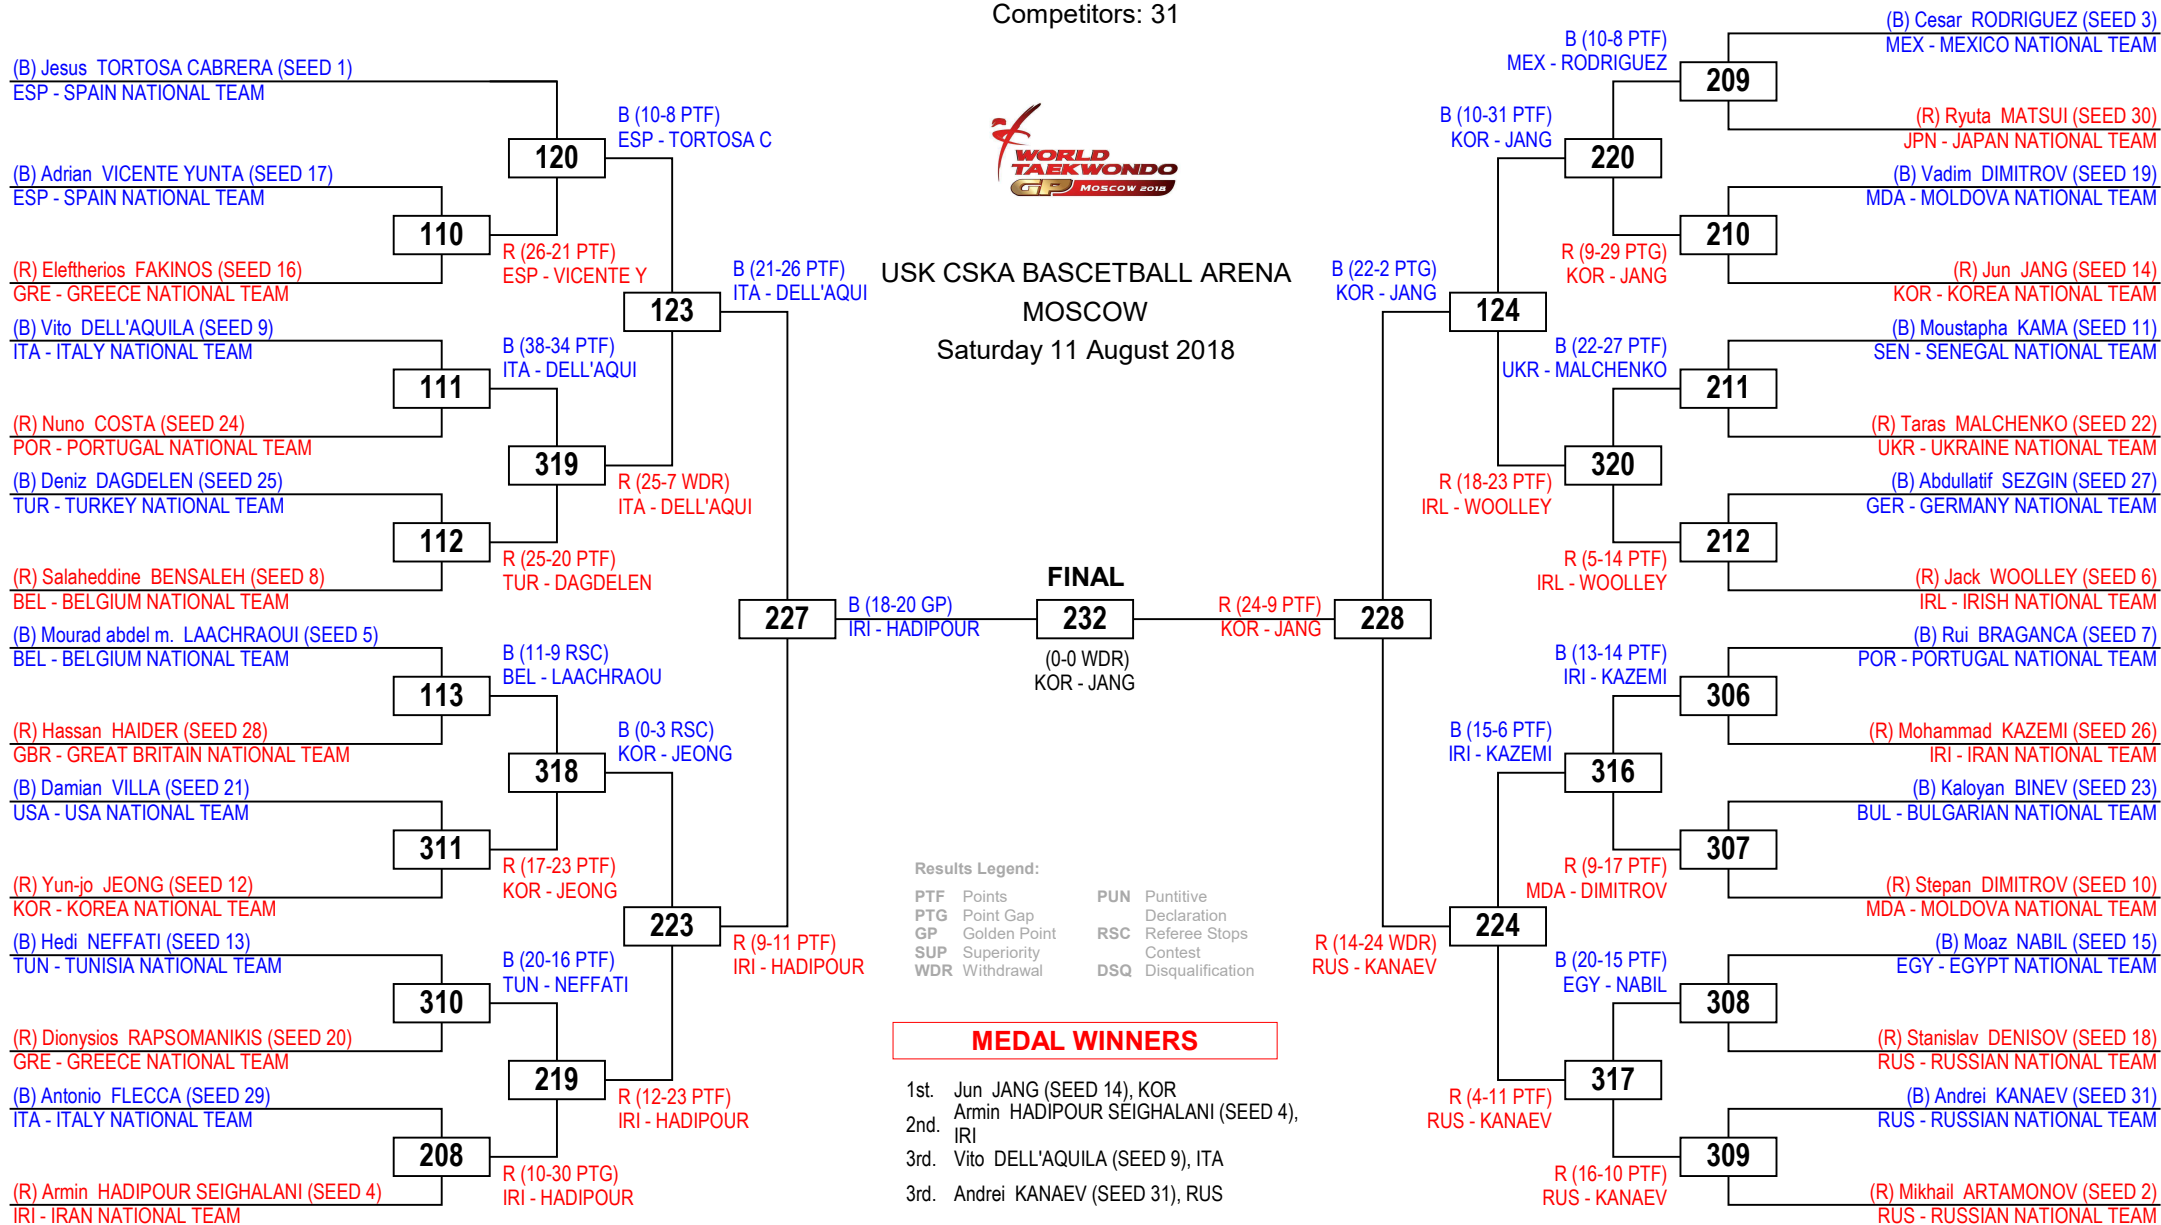 Competitors: 31
(B) Jesus TORTOSA CABRERA (SEED 1)
ESP - SPAIN NATIONAL TEAM
120
B (10-8 PTF)
ESP - TORTOSA C
(B) Adrian VICENTE YUNTA (SEED 17)
ESP - SPAIN NATIONAL TEAM
110
R (26-21 PTF)
ESP - VICENTE Y
(R) Eleftherios FAKINOS (SEED 16)
GRE - GREECE NATIONAL TEAM
123
B (21-26 PTF)
ITA - DELL'AQUI
(B) Vito DELL'AQUILA (SEED 9)
ITA - ITALY NATIONAL TEAM
111
B (38-34 PTF)
ITA - DELL'AQUI
(R) Nuno COSTA (SEED 24)
POR - PORTUGAL NATIONAL TEAM
319
R (25-7 WDR)
ITA - DELL'AQUI
(B) Deniz DAGDELEN (SEED 25)
TUR - TURKEY NATIONAL TEAM
112
R (25-20 PTF)
TUR - DAGDELEN
(R) Salaheddine BENSALEH (SEED 8)
BEL - BELGIUM NATIONAL TEAM
227
B (18-20 GP)
IRI - HADIPOUR
(B) Mourad abdel m. LAACHRAOUI (SEED 5)
BEL - BELGIUM NATIONAL TEAM
113
B (11-9 RSC)
BEL - LAACHRAOU
(R) Hassan HAIDER (SEED 28)
GBR - GREAT BRITAIN NATIONAL TEAM
318
B (0-3 RSC)
KOR - JEONG
(B) Damian VILLA (SEED 21)
USA - USA NATIONAL TEAM
311
R (17-23 PTF)
KOR - JEONG
(R) Yun-jo JEONG (SEED 12)
KOR - KOREA NATIONAL TEAM
223
R (9-11 PTF)
IRI - HADIPOUR
(B) Hedi NEFFATI (SEED 13)
TUN - TUNISIA NATIONAL TEAM
310
B (20-16 PTF)
TUN - NEFFATI
(R) Dionysios RAPSOMANIKIS (SEED 20)
GRE - GREECE NATIONAL TEAM
219
R (12-23 PTF)
IRI - HADIPOUR
(B) Antonio FLECCA (SEED 29)
ITA - ITALY NATIONAL TEAM
208
R (10-30 PTG)
IRI - HADIPOUR
(R) Armin HADIPOUR SEIGHALANI (SEED 4)
IRI - IRAN NATIONAL TEAM
WORLD
TAEKWONDO
GP MOSCOW 2018
USK CSKA BASCETBALL ARENA
MOSCOW
Saturday 11 August 2018
FINAL
232
(0-0 WDR)
KOR - JANG
Results Legend:
PTF Points
PTG Point Gap
GP Golden Point
SUP Superiority
WDR Withdrawal
PUN Puntitive
Declaration
RSC Referee Stops
Contest
DSQ Disqualification
MEDAL WINNERS
1st. Jun JANG (SEED 14), KOR
2nd. Armin HADIPOUR SEIGHALANI (SEED 4),
IRI
3rd. Vito DELL'AQUILA (SEED 9), ITA
3rd. Andrei KANAEV (SEED 31), RUS
(B) Cesar RODRIGUEZ (SEED 3)
MEX - MEXICO NATIONAL TEAM
B (10-8 PTF)
MEX - RODRIGUEZ
209
(R) Ryuta MATSUI (SEED 30)
JPN - JAPAN NATIONAL TEAM
B (10-31 PTF)
KOR - JANG
220
(B) Vadim DIMITROV (SEED 19)
MDA - MOLDOVA NATIONAL TEAM
210
R (9-29 PTG)
KOR - JANG
(R) Jun JANG (SEED 14)
KOR - KOREA NATIONAL TEAM
B (22-2 PTG)
KOR - JANG
124
(B) Moustapha KAMA (SEED 11)
SEN - SENEGAL NATIONAL TEAM
B (22-27 PTF)
UKR - MALCHENKO
211
(R) Taras MALCHENKO (SEED 22)
UKR - UKRAINE NATIONAL TEAM
320
R (18-23 PTF)
IRL - WOOLLEY
(B) Abdullatif SEZGIN (SEED 27)
GER - GERMANY NATIONAL TEAM
212
R (5-14 PTF)
IRL - WOOLLEY
(R) Jack WOOLLEY (SEED 6)
IRL - IRISH NATIONAL TEAM
R (24-9 PTF)
KOR - JANG
228
(B) Rui BRAGANCA (SEED 7)
POR - PORTUGAL NATIONAL TEAM
B (13-14 PTF)
IRI - KAZEMI
306
(R) Mohammad KAZEMI (SEED 26)
IRI - IRAN NATIONAL TEAM
B (15-6 PTF)
IRI - KAZEMI
316
(B) Kaloyan BINEV (SEED 23)
BUL - BULGARIAN NATIONAL TEAM
307
R (9-17 PTF)
MDA - DIMITROV
(R) Stepan DIMITROV (SEED 10)
MDA - MOLDOVA NATIONAL TEAM
224
R (14-24 WDR)
RUS - KANAEV
(B) Moaz NABIL (SEED 15)
EGY - EGYPT NATIONAL TEAM
B (20-15 PTF)
EGY - NABIL
308
(R) Stanislav DENISOV (SEED 18)
RUS - RUSSIAN NATIONAL TEAM
317
R (4-11 PTF)
RUS - KANAEV
(B) Andrei KANAEV (SEED 31)
RUS - RUSSIAN NATIONAL TEAM
309
R (16-10 PTF)
RUS - KANAEV
(R) Mikhail ARTAMONOV (SEED 2)
RUS - RUSSIAN NATIONAL TEAM